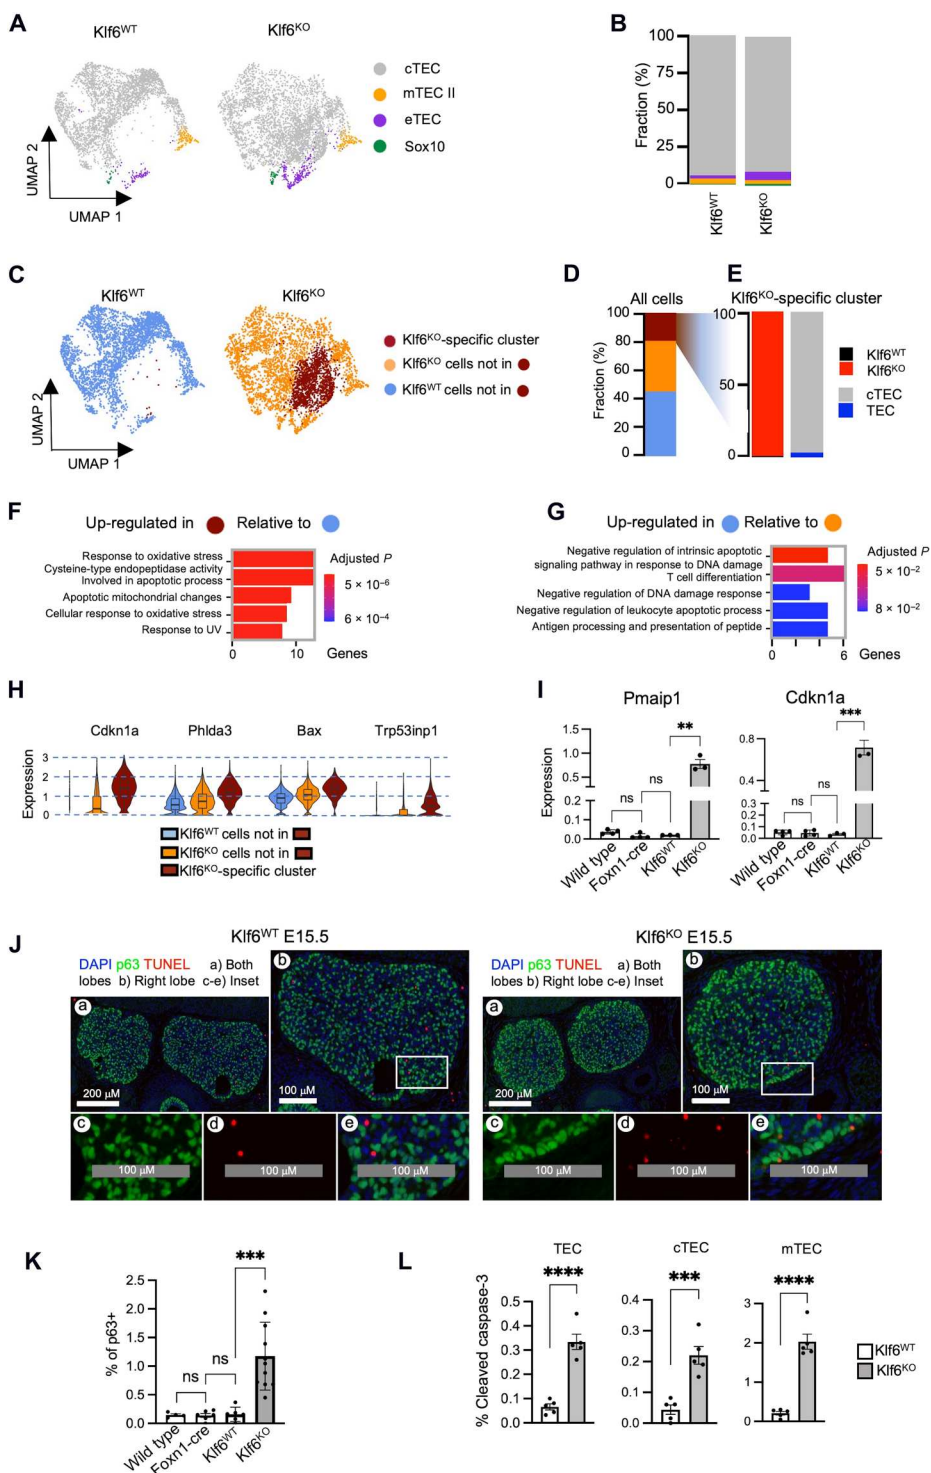 A
Klf6WT
Klf6KO
cTEC
mTEC II
eTEC
Sox10
UMAP 2
UMAP 1
B
100
75
50
25
0
Fraction (%)
Klf6WT
Klf6KO
C
Klf6WT
Klf6KO
Klf6KO-specific cluster
Klf6KO cells not in
Klf6WT cells not in
UMAP 2
UMAP 1
D
All cells
100
80
60
40
20
0
Fraction (%)
E
Klf6KO-specific cluster
100
50
0
Klf6WT
Klf6KO
cTEC
TEC
F
Up-regulated in Relative to
Response to oxidative stress
Cysteine-type endopeptidase activity
Involved in apoptotic process
Apoptotic mitochondrial changes
Cellular response to oxidative stress
Response to UV
0 10 Genes
Adjusted P
5 × 10−6
6 × 10−4
G
Up-regulated in Relative to
Negative regulation of intrinsic apoptotic
signaling pathway in response to DNA damage
T cell differentiation
Negative regulation of DNA damage response
Negative regulation of leukocyte apoptotic process
Antigen processing and presentation of peptide
0 6 Genes
Adjusted P
5 × 10−2
8 × 10−2
H
Cdkn1a Phlda3 Bax Trp53inp1
Expression
3
2
1
0
Klf6WT cells not in
Klf6KO cells not in
Klf6KO-specific cluster
I
Pmaip1
Expression
1.5
1.0
0.5
0.2
0.1
0.0
ns
ns
**
Wild type
Foxn1-cre
Klf6WT
Klf6KO
Cdkn1a
0.8
0.4
0.2
0.1
0.0
ns
ns
***
Wild type
Foxn1-cre
Klf6WT
Klf6KO
J
Klf6WT E15.5
DAPI p63 TUNEL a) Both
lobes b) Right lobe c-e) Inset
a
200 μM
b
100 μM
c
100 μM
d
100 μM
e
100 μM
Klf6KO E15.5
DAPI p63 TUNEL a) Both
lobes b) Right lobe c-e) Inset
a
200 μM
b
100 μM
c
100 μM
d
100 μM
e
100 μM
K
% of p63+
2.5
2.0
1.5
1.0
0.5
0.0
ns
ns
***
Wild type
Foxn1-cre
Klf6WT
Klf6KO
L
% Cleaved caspase-3
TEC
****
0.5
0.4
0.3
0.2
0.1
0.0
cTEC
***
0.4
0.3
0.2
0.1
0.0
mTEC
****
3
2
1
0
Klf6WT
Klf6KO